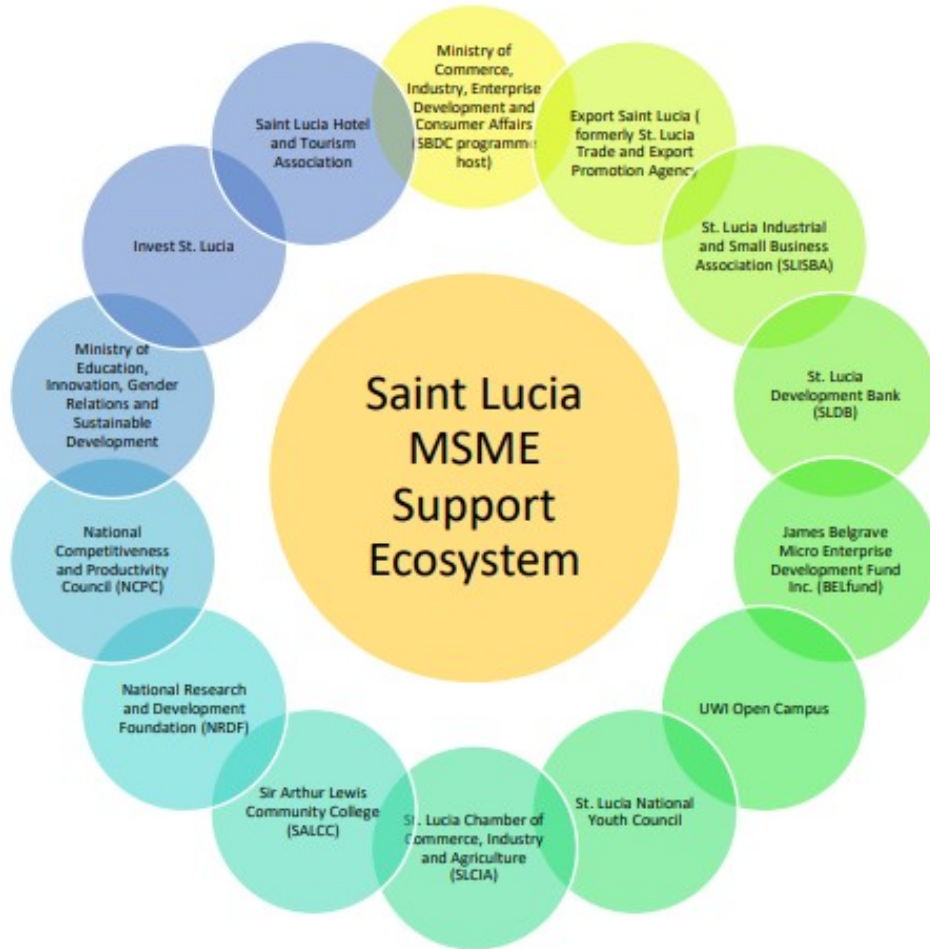 Ministry of
Commerce,
Industry, Enterprise
Development and
Consumer Affairs
(SBDC programme
host)
Export Saint Lucia (
formerly St. Lucia
Trade and Export
Promotion Agency
St. Lucia Industrial
and Small Business
Association (SLISBA)
St. Lucia
Development Bank
(SLDB)
James Belgrave
Micro Enterprise
Development Fund
Inc. (BELfund)
UWI Open Campus
St. Lucia National
Youth Council
St. Lucia Chamber of
Commerce, Industry
and Agriculture
(SLCIA)
Sir Arthur Lewis
Community College
(SALCC)
National Research
and Development
Foundation (NRDF)
National
Competitiveness
and Productivity
Council (NCPC)
Ministry of
Education,
Innovation, Gender
Relations and
Sustainable
Development
Invest St. Lucia
Saint Lucia Hotel
and Tourism
Association
Saint Lucia
MSME
Support
Ecosystem